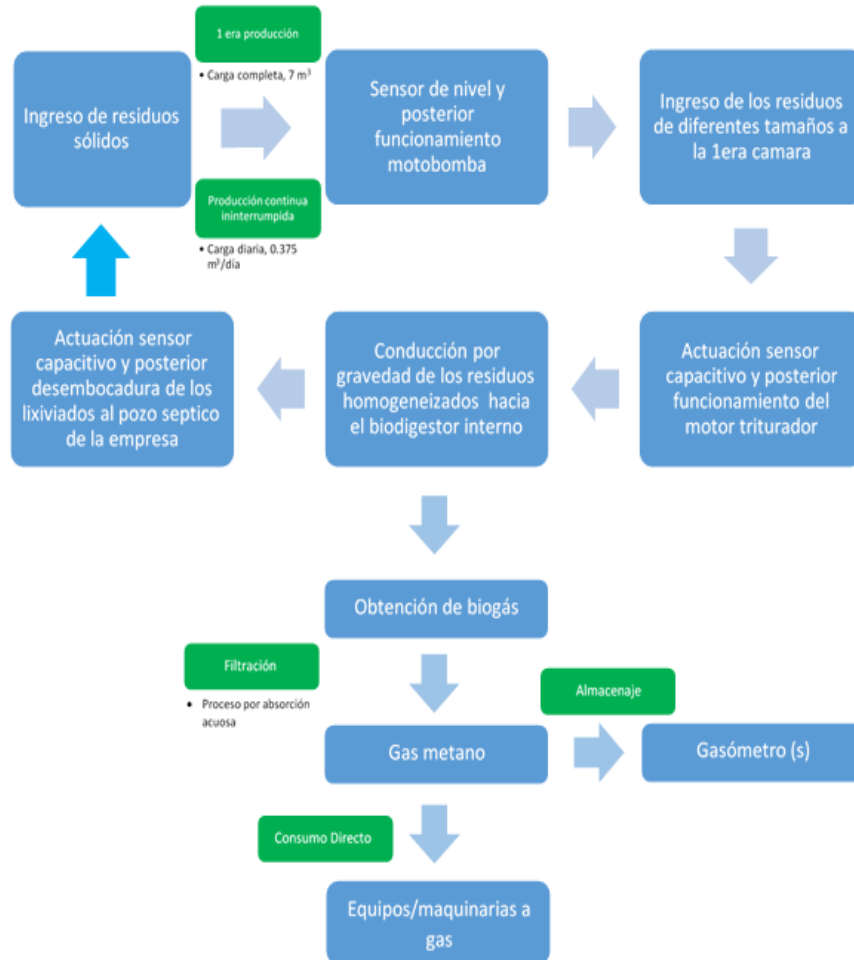 1 era producción
• Carga completa, 7 m³
Ingreso de residuos
sólidos
Sensor de nivel y
posterior
funcionamiento
motobomba
Ingreso de los residuos
de diferentes tamaños a
la 1era camara
Producción continua
ininterrumpida
• Carga diaria, 0.375
m³/día
Actuación sensor
capacitivo y posterior
desembocadura de los
lixiviados al pozo septico
de la empresa
Conducción por
gravedad de los residuos
homogeneizados hacia
el biodigestor interno
Actuación sensor
capacitivo y posterior
funcionamiento del
motor triturador
Obtención de biogás
Filtración
• Proceso por absorción
acuosa
Almacenaje
Gas metano
Gasómetro (s)
Consumo Directo
Equipos/maquinarias a
gas